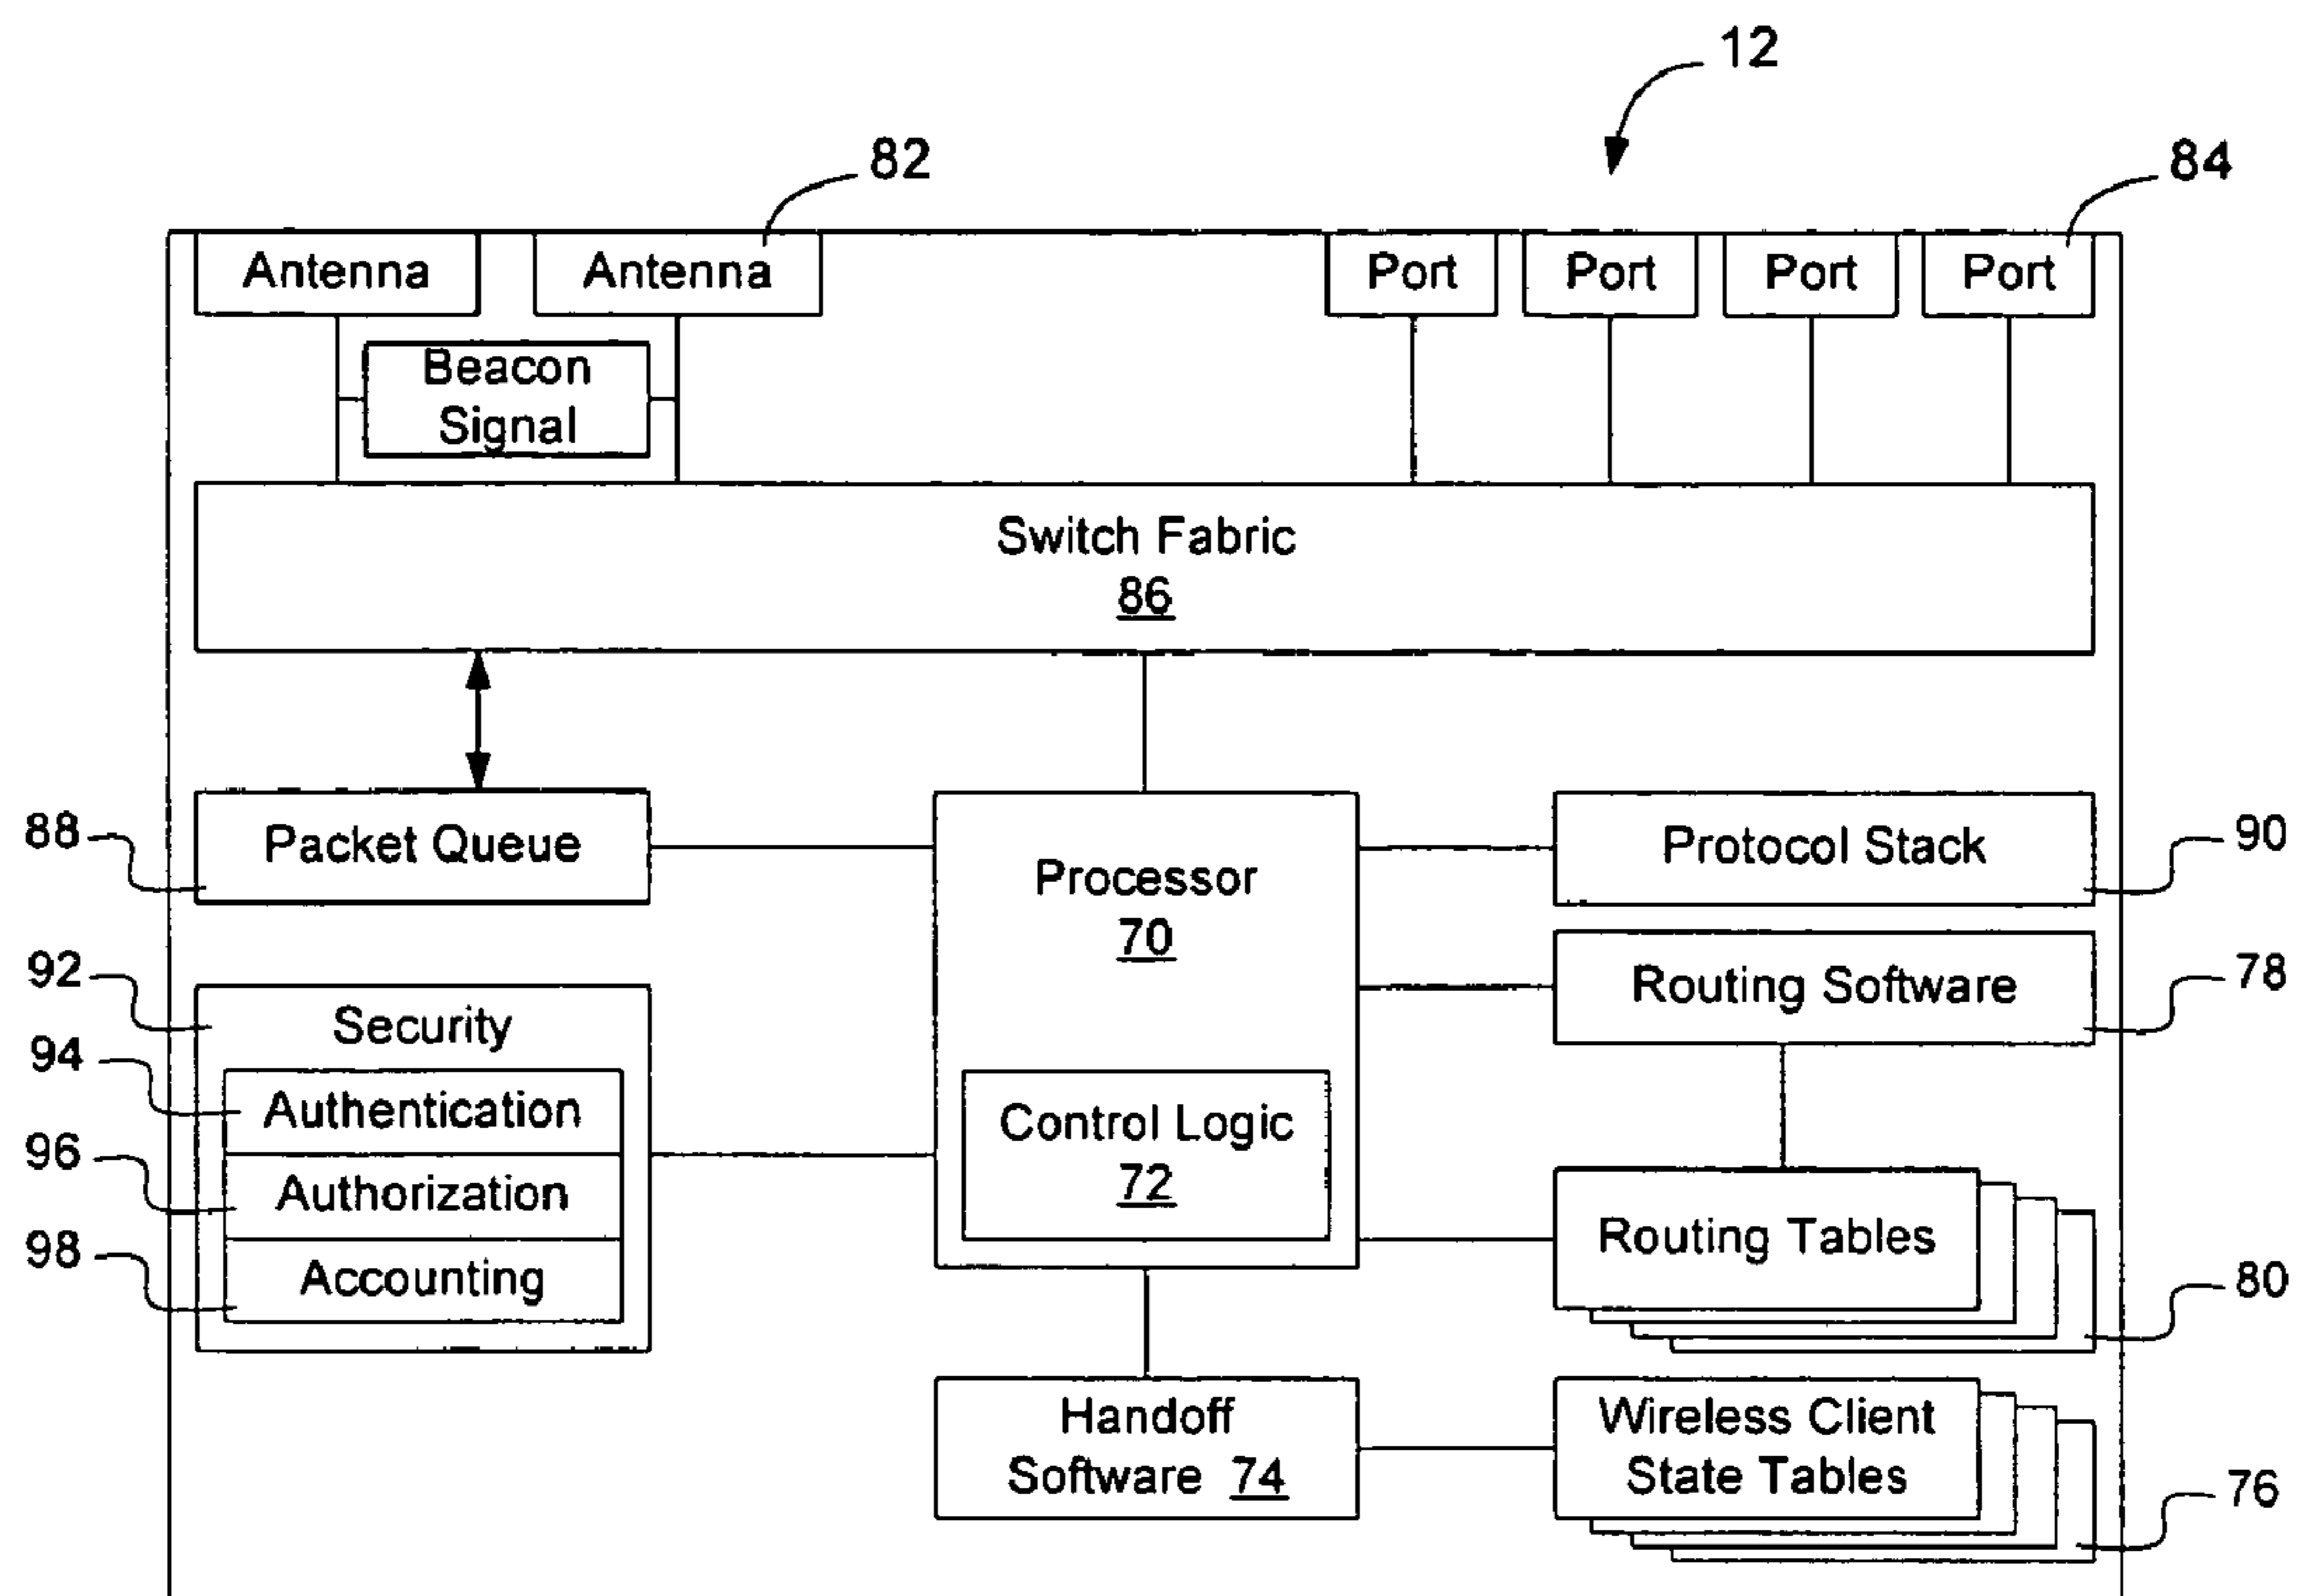 12
82
84
Antenna
Antenna
Port
Port
Port
Port
Beacon
Signal
Switch Fabric
86
88
Packet Queue
Processor
70
Protocol Stack
90
92
Security
Routing Software
78
94
Authentication
Control Logic
72
96
Authorization
98
Accounting
Routing Tables
80
Handoff
Software 74
Wireless Client
State Tables
76